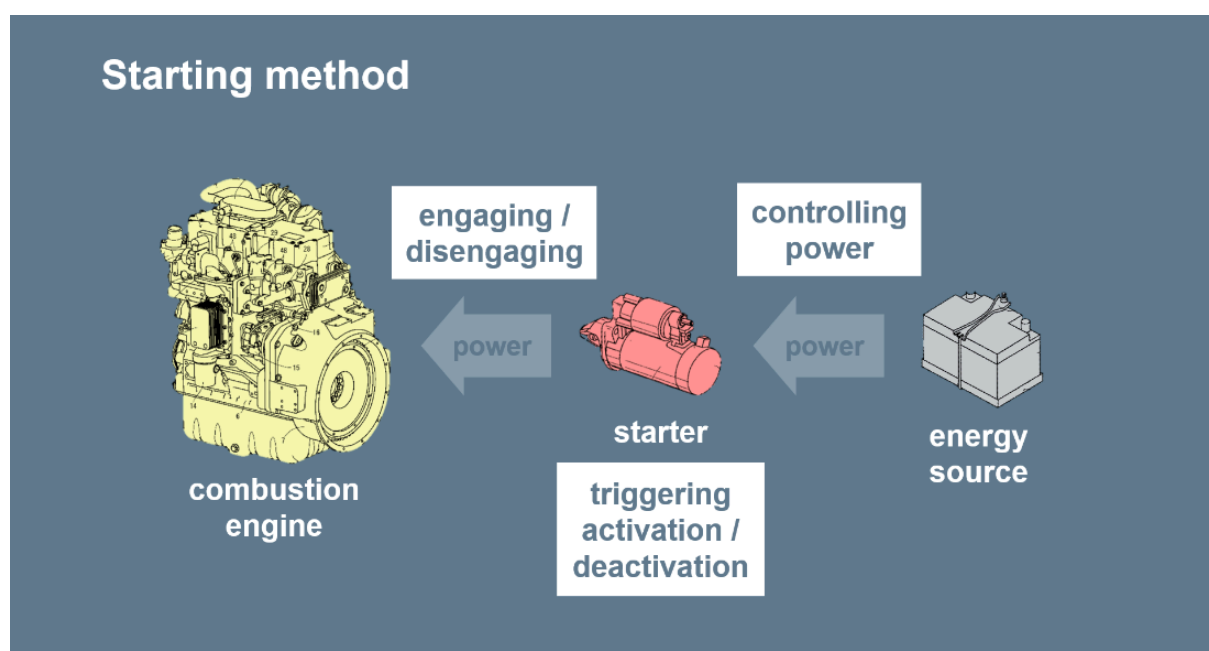 Starting method
engaging /
disengaging
controlling
power
power
power
starter
energy
source
combustion
engine
triggering
activation /
deactivation